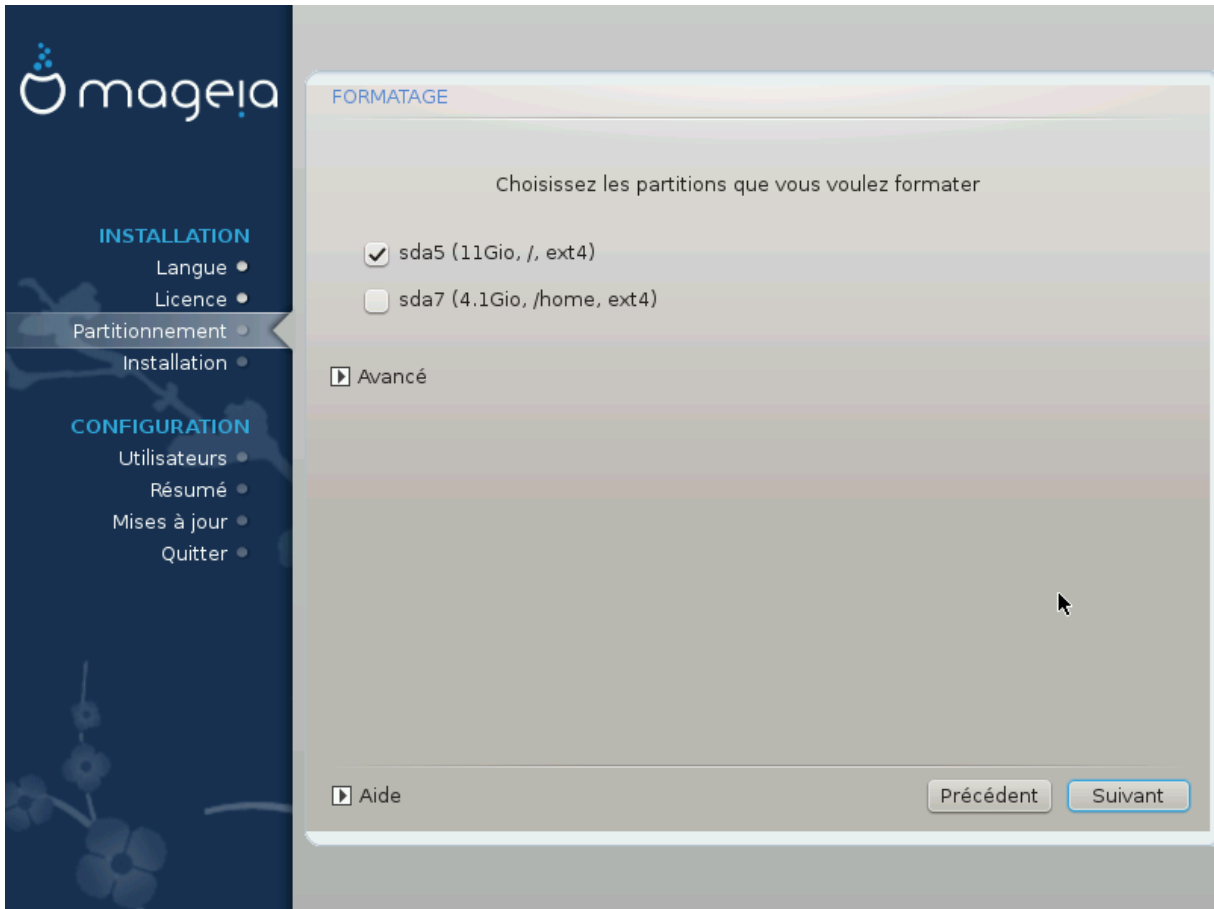 mageia
INSTALLATION
Langue
Licence
Partitionnement
Installation
CONFIGURATION
Utilisateurs
Résumé
Mises à jour
Quitter
FORMATAGE
Choisissez les partitions que vous voulez formater
sda5 (11Gio, /, ext4)
sda7 (4.1Gio, /home, ext4)
Avancé
Aide
Précédent
Suivant